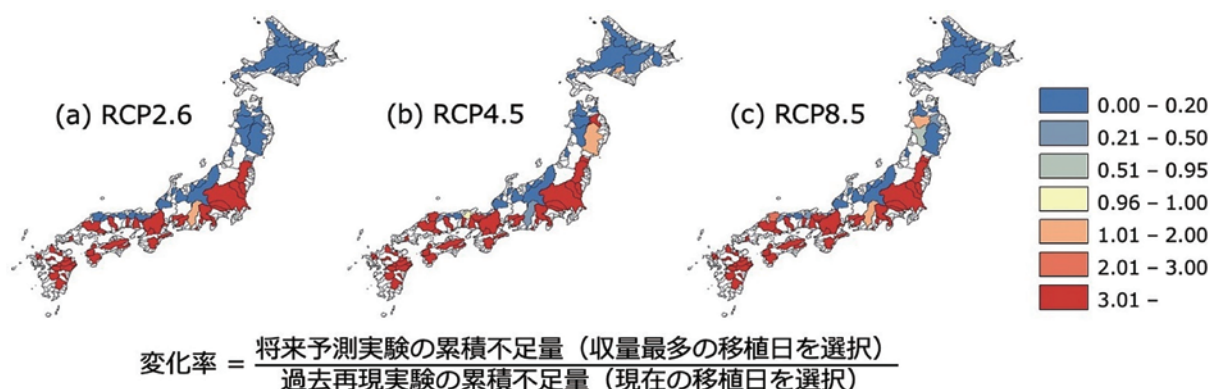 (a) RCP2.6
(b) RCP4.5
(c) RCP8.5
0.00 – 0.20
0.21 – 0.50
0.51 – 0.95
0.96 – 1.00
1.01 – 2.00
2.01 – 3.00
3.01 –
変化率 = 将来予測実験の累積不足量（収量最多の移植日を選択）
過去再現実験の累積不足量（現在の移植日を選択）